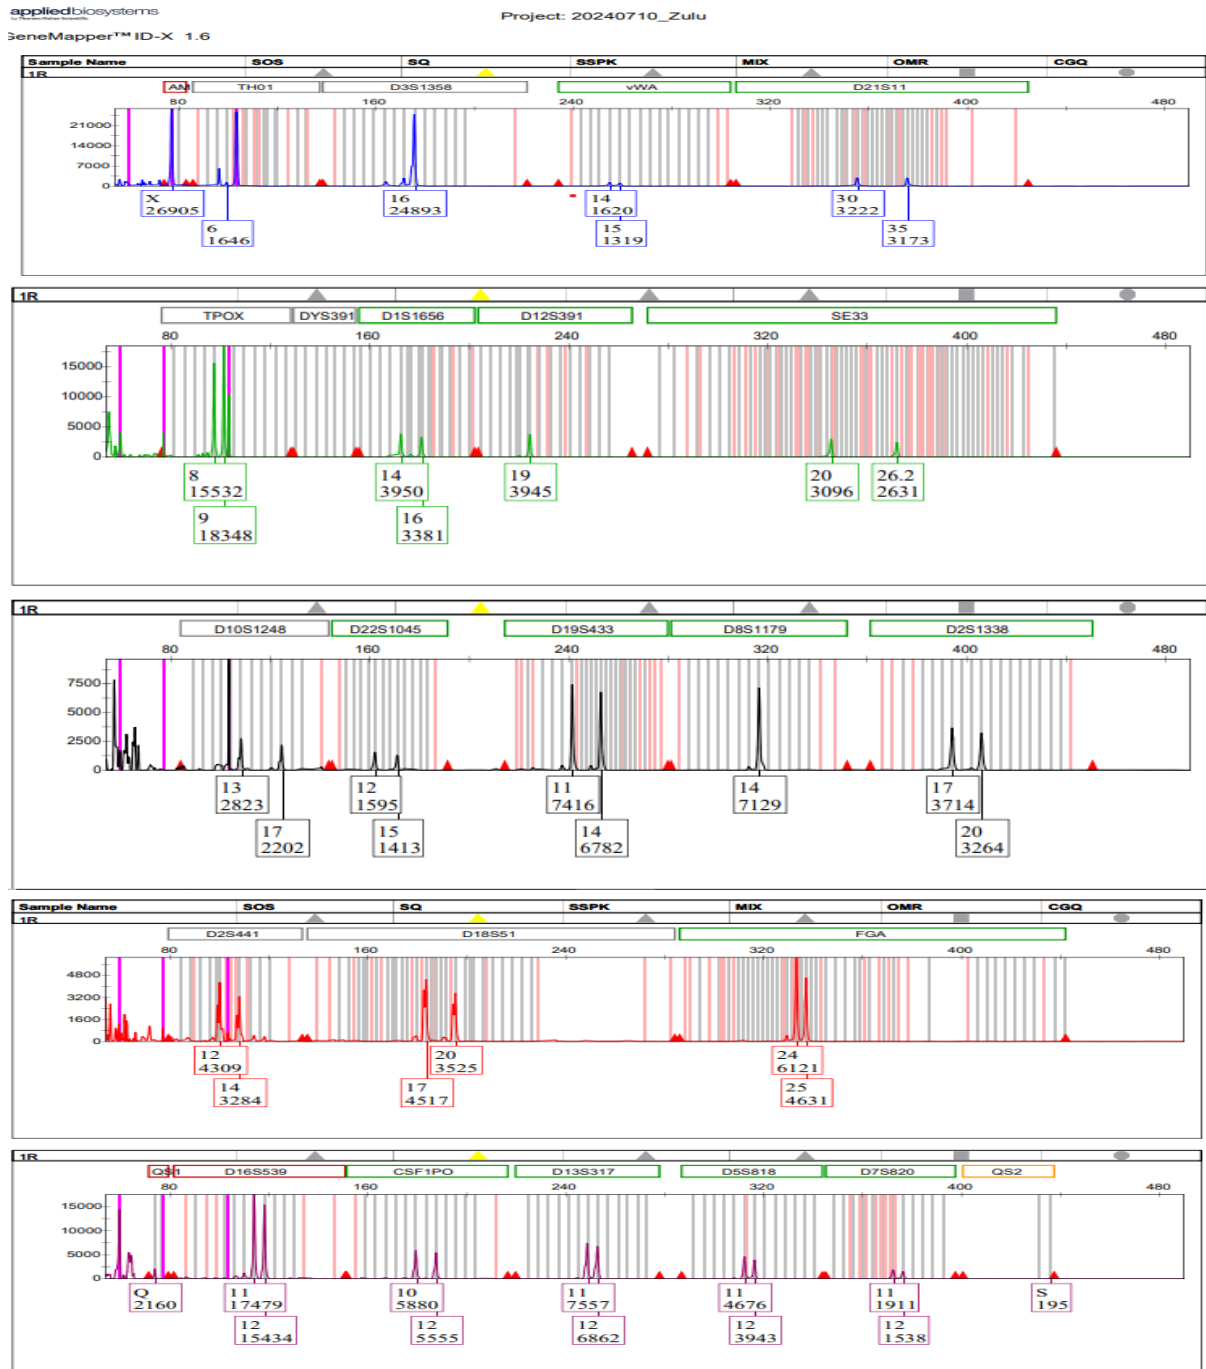 appliedbiosystems
by Thermo Fisher Scientific
Project: 20240710_Zulu
GeneMapper™ ID-X 1.6
Sample Name SOS SQ SSPK MIX OMR CGQ
1R
AM TH01 D3S1358 vWA D21S11
80 160 240 320 400 480
21000
14000
7000
0
X 16 14 30
26905 24893 1620 3222
6 15 35
1646 1319 3173
1R
TPOX DYS391 D1S1656 D12S391 SE33
80 160 240 320 400 480
15000
10000
5000
0
8 14 19 20 26.2
15532 3950 3945 3096 2631
9 16
18348 3381
1R
D10S1248 D22S1045 D19S433 D8S1179 D2S1338
80 160 240 320 400 480
7500
5000
2500
0
13 12 11 14 17
2823 1595 7416 7129 3714
17 15 14 20
2202 1413 6782 3264
Sample Name SOS SQ SSPK MIX OMR CGQ
1R
D2S441 D18S51 FGA
80 160 240 320 400 480
4800
3200
1600
0
12 20 24
4309 3525 6121
14 17 25
3284 4517 4631
1R
QS1 D16S539 CSF1PO D13S317 D5S818 D7S820 QS2
80 160 240 320 400 480
15000
10000
5000
0
Q 11 10 11 11 11 S
2160 17479 5880 7557 4676 1911 195
12 12 12 12 12
15434 5555 6862 3943 1538